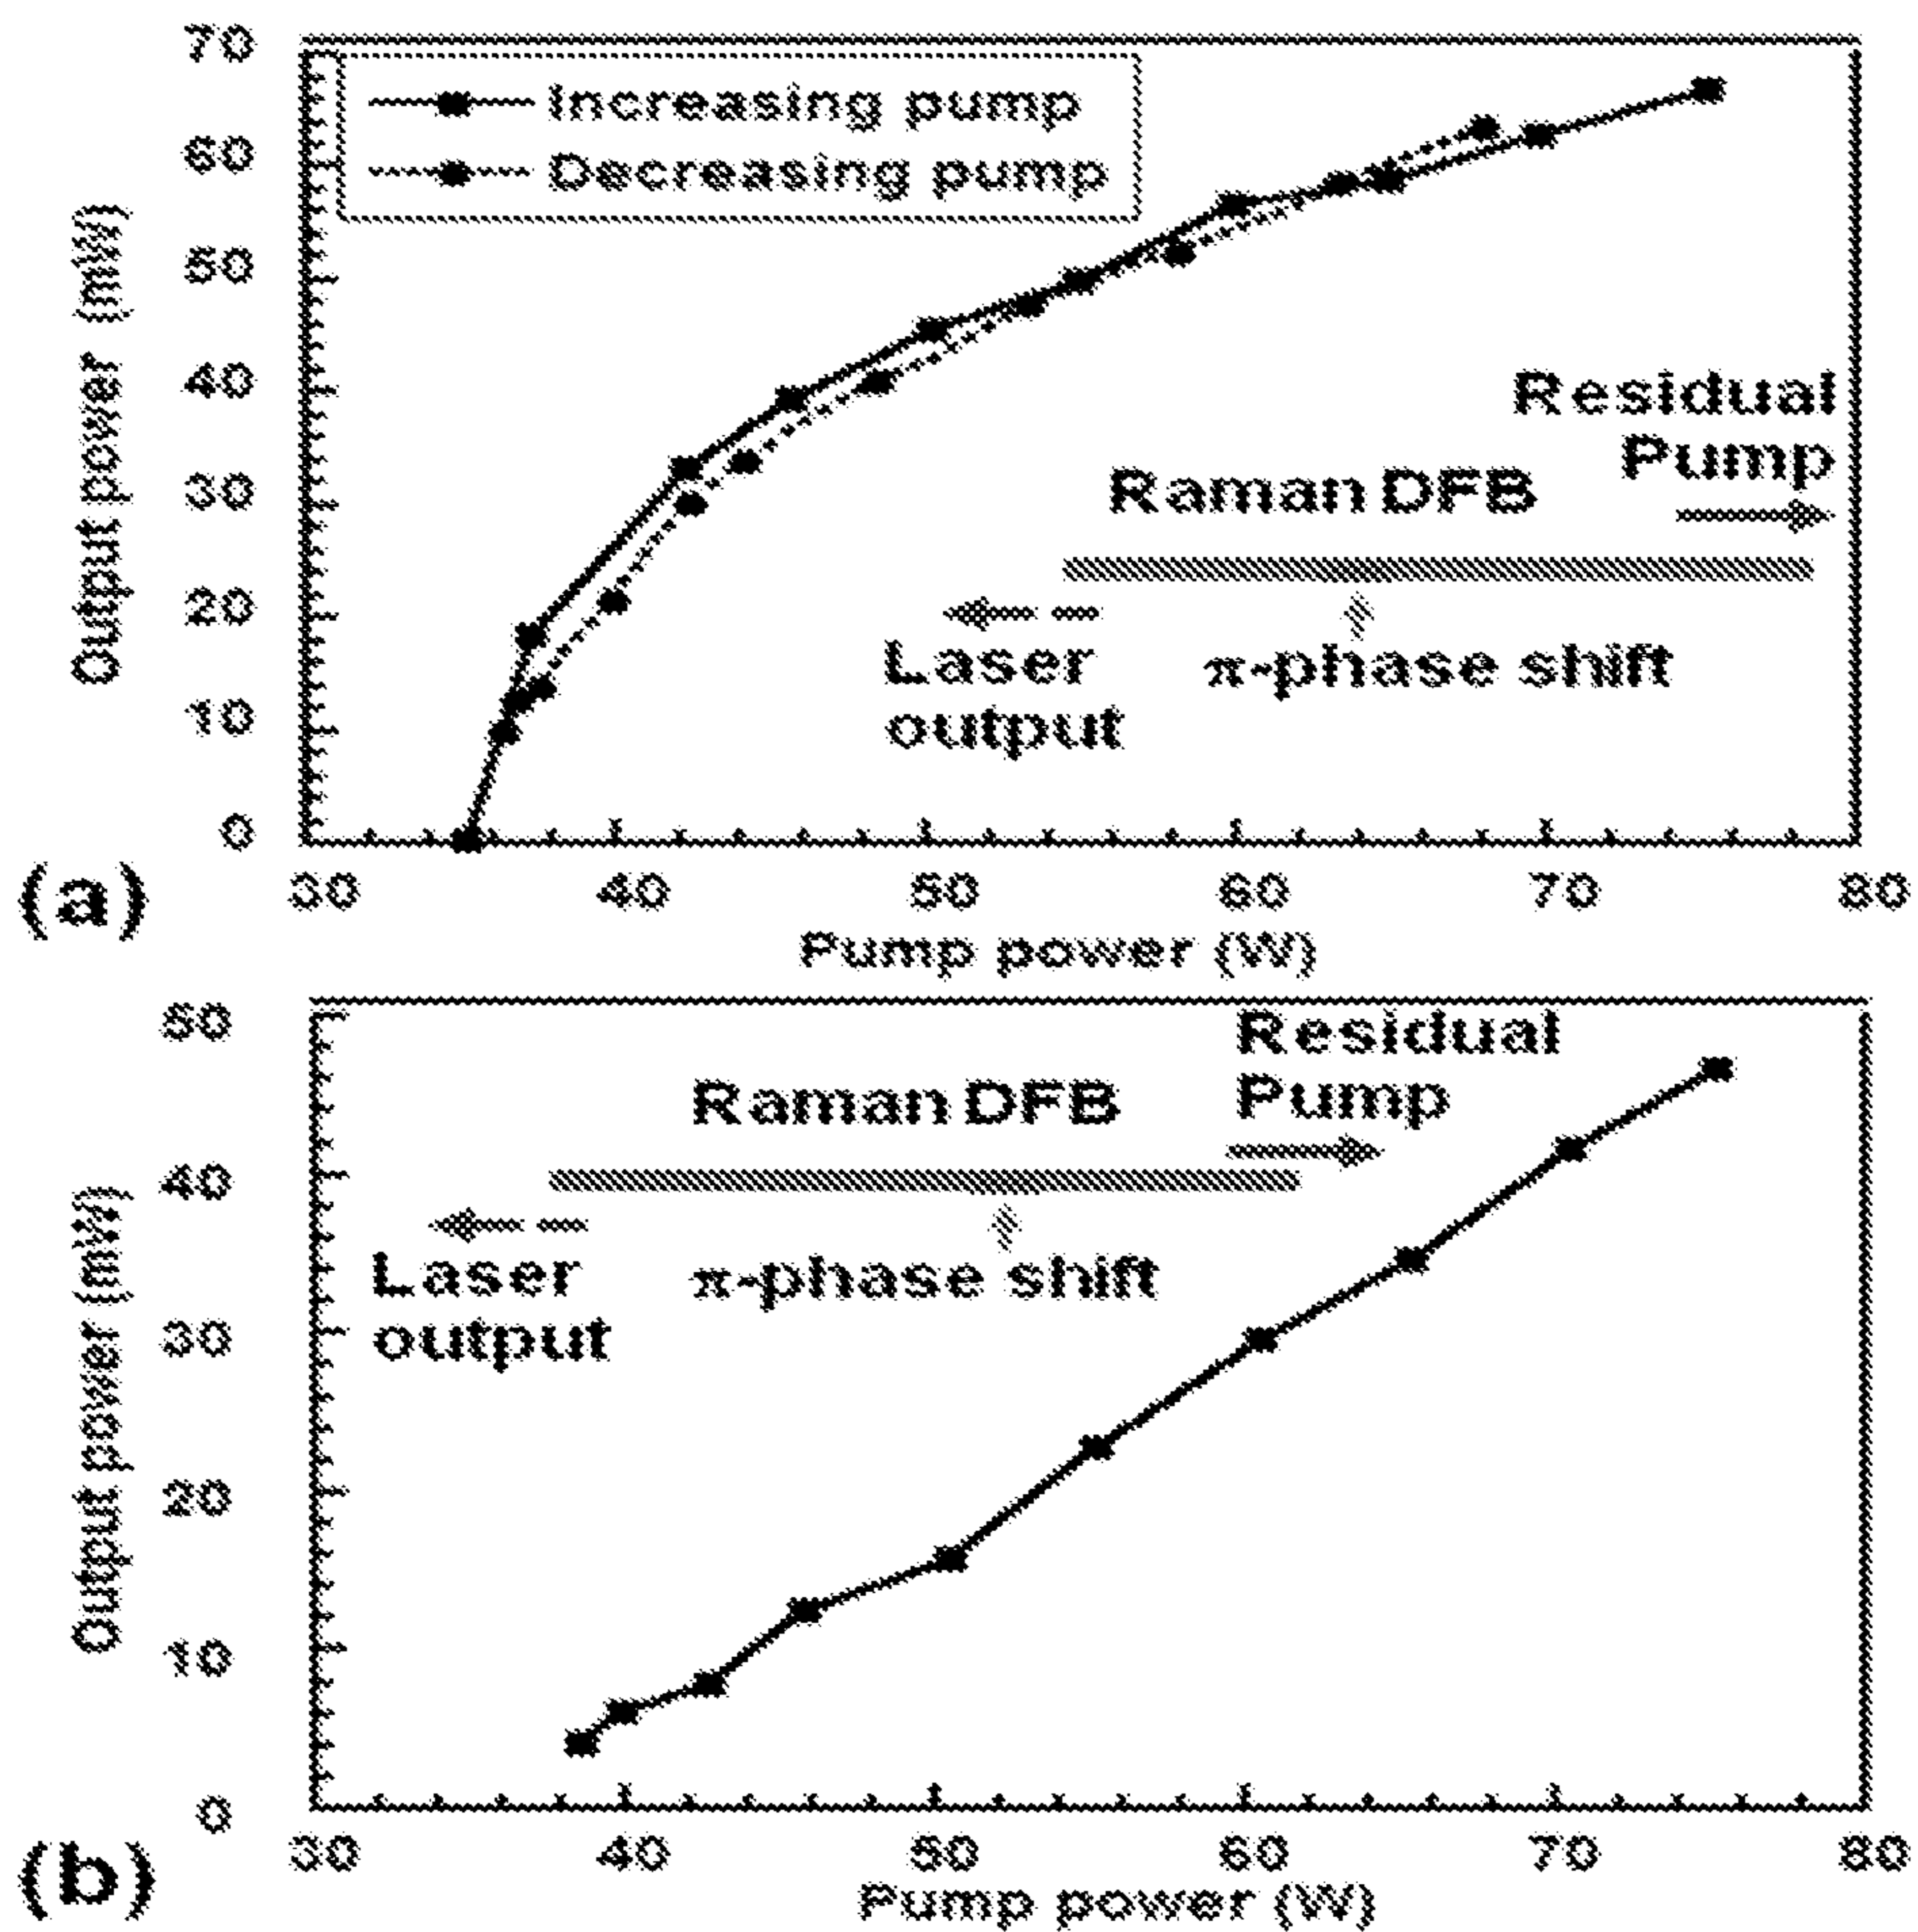 70
Increasing pump
Decreasing pump
60
50
40
30
20
10
0
Output power (mW)
Residual
Pump
Raman DFB
Laser
output
π-phase shift
(a)
30 40 50 60 70 80
Pump power (W)
50
40
30
20
10
0
Output power (mW)
Residual
Pump
Raman DFB
Laser
output
π-phase shift
(b)
30 40 50 60 70 80
Pump power (W)